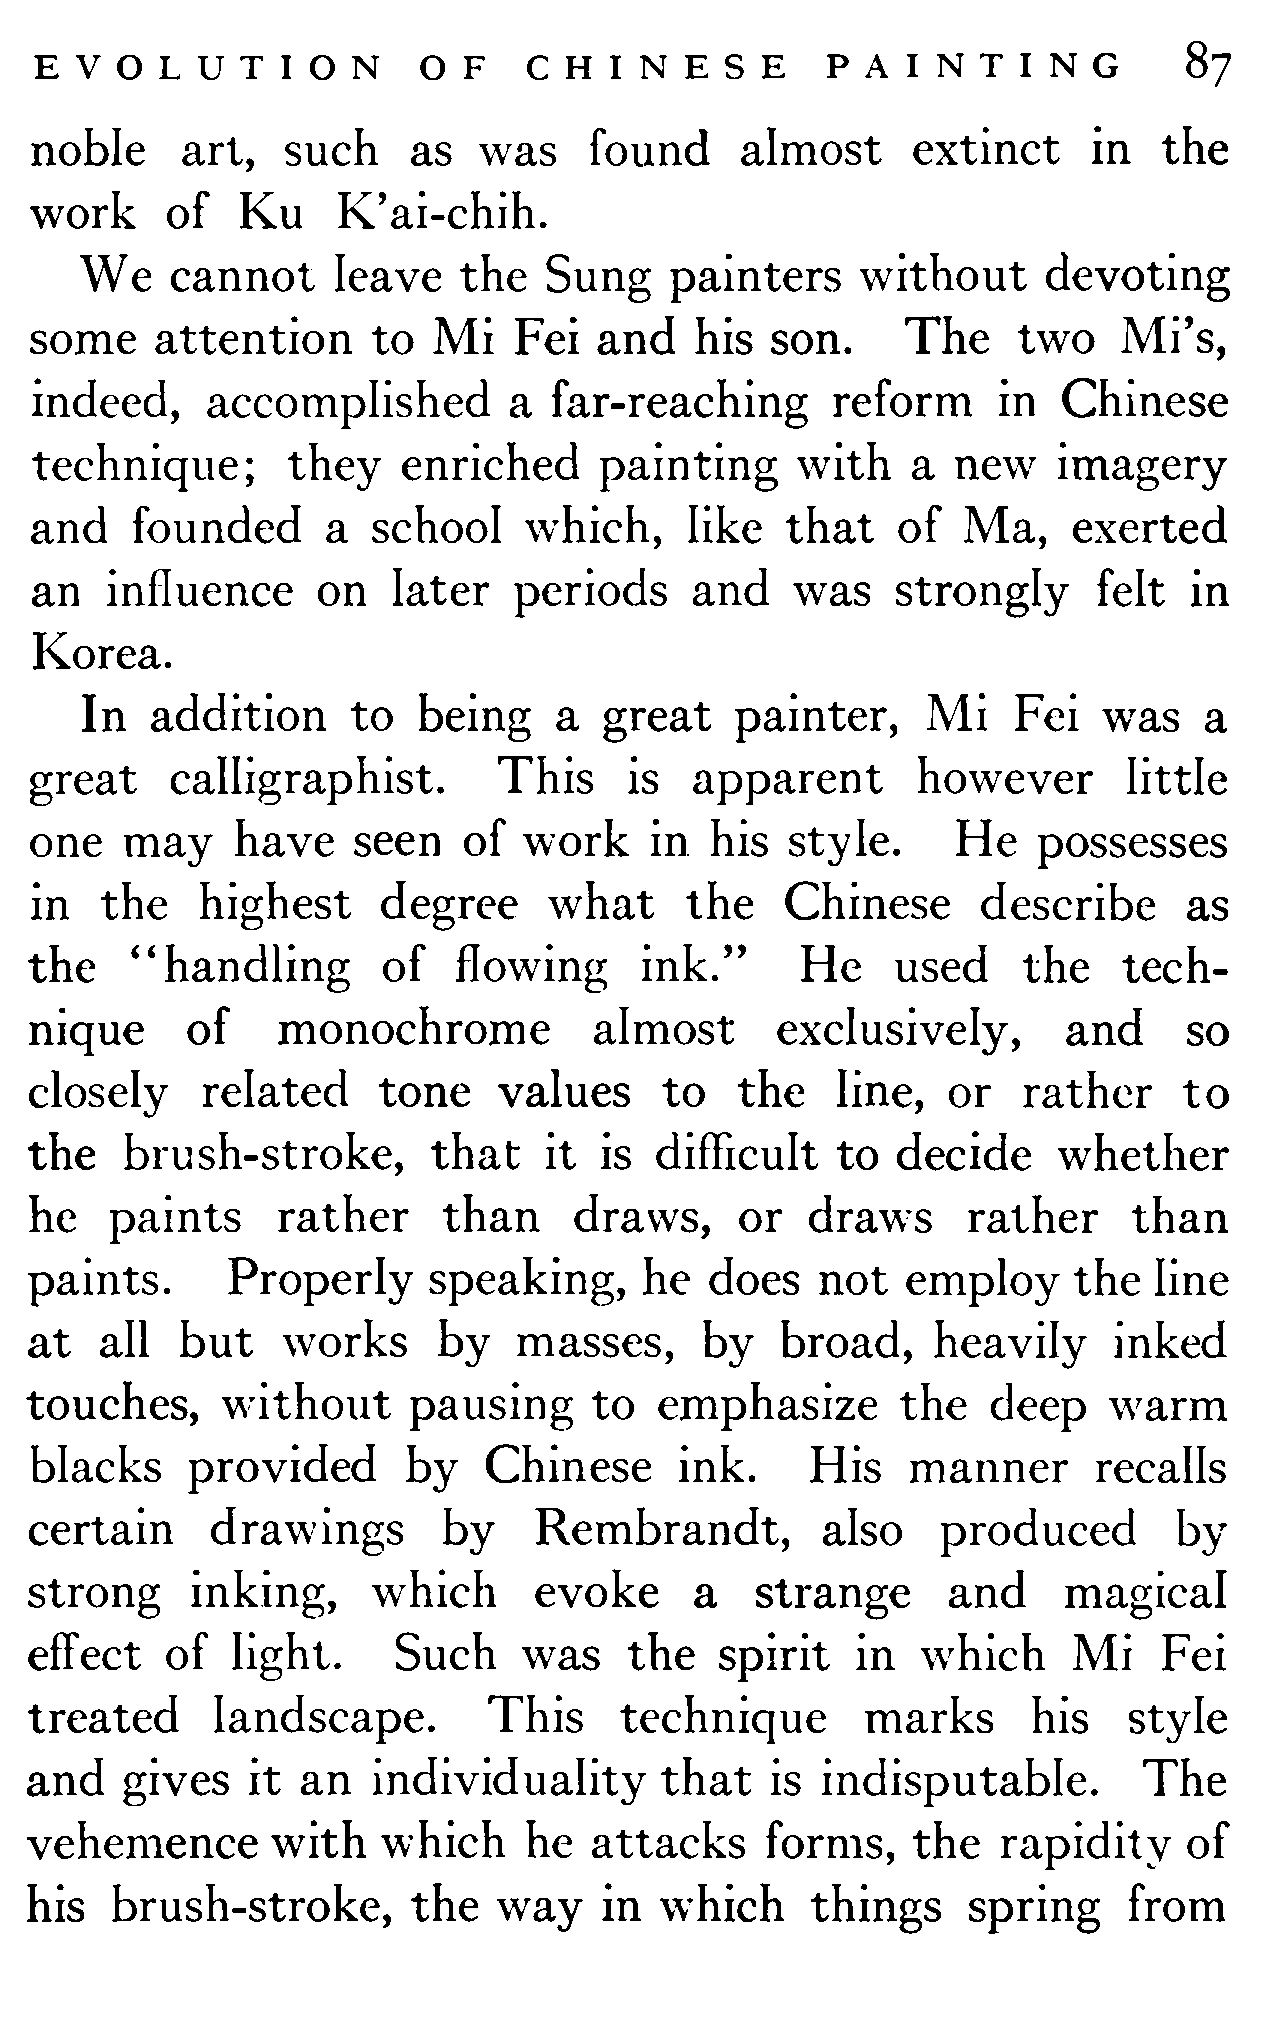 EVOLUTION OF CHINESE PAINTING 87
noble art, such as was found almost extinct in the
work of Ku K'ai-chih.
We cannot leave the Sung painters without devoting
some attention to Mi Fei and his son. The two Mi's,
indeed, accomplished a far-reaching reform in Chinese
technique; they enriched painting with a new imagery
and founded a school which, like that of Ma, exerted
an influence on later periods and was strongly felt in
Korea.
In addition to being a great painter, Mi Fei was a
great calligraphist. This is apparent however little
one may have seen of work in his style. He possesses
in the highest degree what the Chinese describe as
the “handling of flowing ink.” He used the tech-
nique of monochrome almost exclusively, and so
closely related tone values to the line, or rather to
the brush-stroke, that it is difficult to decide whether
he paints rather than draws, or draws rather than
paints. Properly speaking, he does not employ the line
at all but works by masses, by broad, heavily inked
touches, without pausing to emphasize the deep warm
blacks provided by Chinese ink. His manner recalls
certain drawings by Rembrandt, also produced by
strong inking, which evoke a strange and magical
effect of light. Such was the spirit in which Mi Fei
treated landscape. This technique marks his style
and gives it an individuality that is indisputable. The
vehemence with which he attacks forms, the rapidity of
his brush-stroke, the way in which things spring from